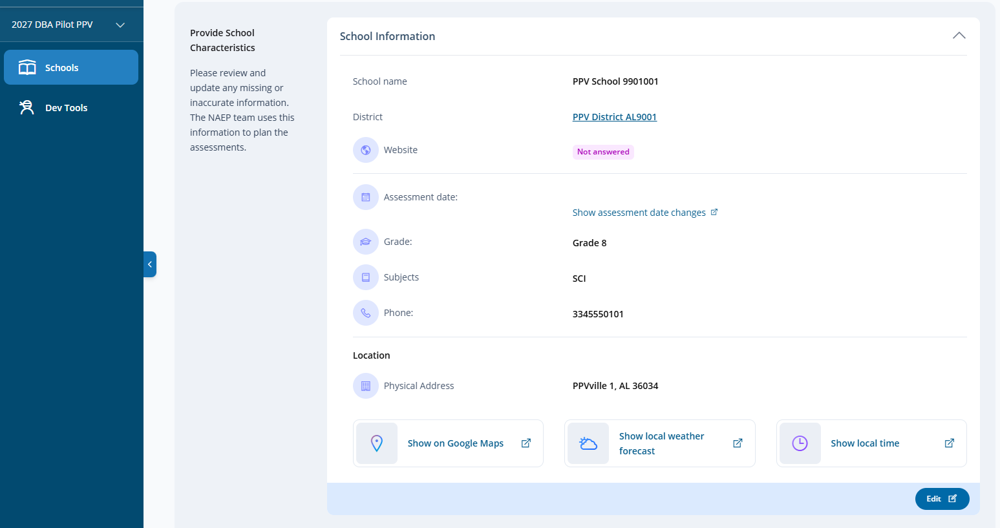 2027 DBA Pilot PPV
Schools
Dev Tools
Provide School
Characteristics
Please review and
update any missing or
inaccurate information.
The NAEP team uses this
information to plan the
assessments.
School Information
School name
PPV School 9901001
District
PPV District AL9001
Website
Not answered
Assessment date:
Show assessment date changes
Grade:
Grade 8
Subjects
SCI
Phone:
3345550101
Location
Physical Address
PPVville 1, AL 36034
Show on Google Maps
Show local weather
forecast
Show local time
Edit